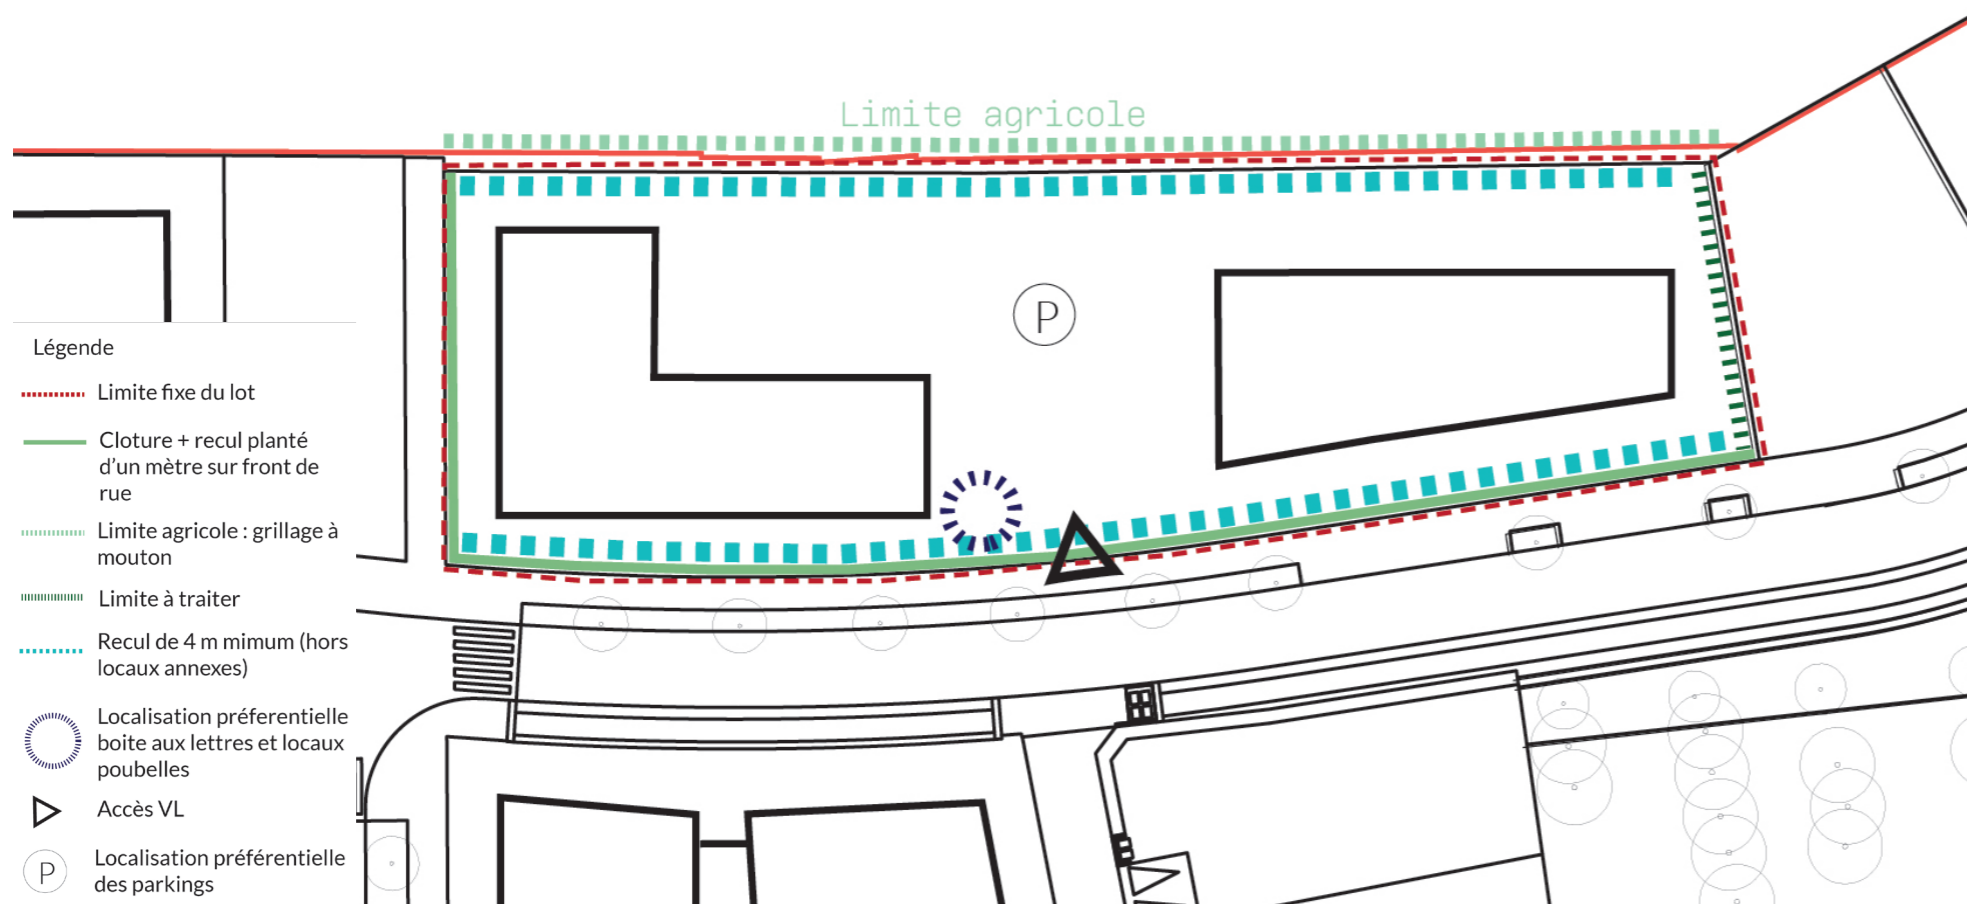 Limite agricole
P
Légende
Limite fixe du lot
Cloture + recul planté
d’un mètre sur front de
rue
Limite agricole : grillage à
mouton
Limite à traiter
Recul de 4 m mimum (hors
locaux annexes)
Localisation préferentielle
boite aux lettres et locaux
poubelles
Accès VL
P
Localisation préférentielle
des parkings